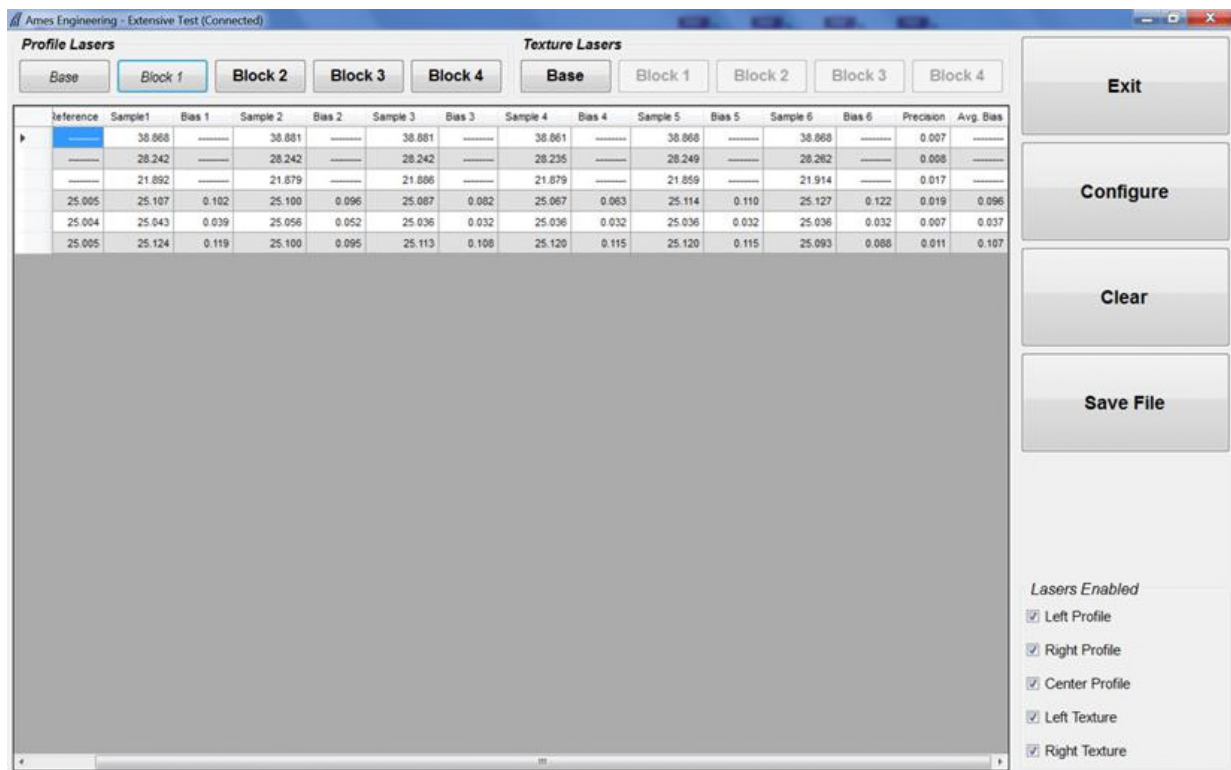 Ames Engineering - Extensive Test (Connected)
Profile Lasers
Texture Lasers
Base Block 1 Block 2 Block 3 Block 4 Base Block 1 Block 2 Block 3 Block 4
Reference Sample1 Bias 1 Sample 2 Bias 2 Sample 3 Bias 3 Sample 4 Bias 4 Sample 5 Bias 5 Sample 6 Bias 6 Precision Avg. Bias
-------- 38.868 -------- 38.881 -------- 38.881 -------- 38.861 -------- 38.868 -------- 38.868 -------- 0.007 --------
-------- 28.242 -------- 28.242 -------- 28.242 -------- 28.235 -------- 28.249 -------- 28.262 -------- 0.008 --------
-------- 21.892 -------- 21.879 -------- 21.886 -------- 21.879 -------- 21.859 -------- 21.914 -------- 0.017 --------
25.005 25.107 0.102 25.100 0.096 25.087 0.082 25.067 0.063 25.114 0.110 25.127 0.122 0.019 0.096
25.004 25.043 0.039 25.056 0.052 25.036 0.032 25.036 0.032 25.036 0.032 25.036 0.032 0.007 0.037
25.005 25.124 0.119 25.100 0.095 25.113 0.108 25.120 0.115 25.120 0.115 25.093 0.088 0.011 0.107
Exit
Configure
Clear
Save File
Lasers Enabled
Left Profile
Right Profile
Center Profile
Left Texture
Right Texture